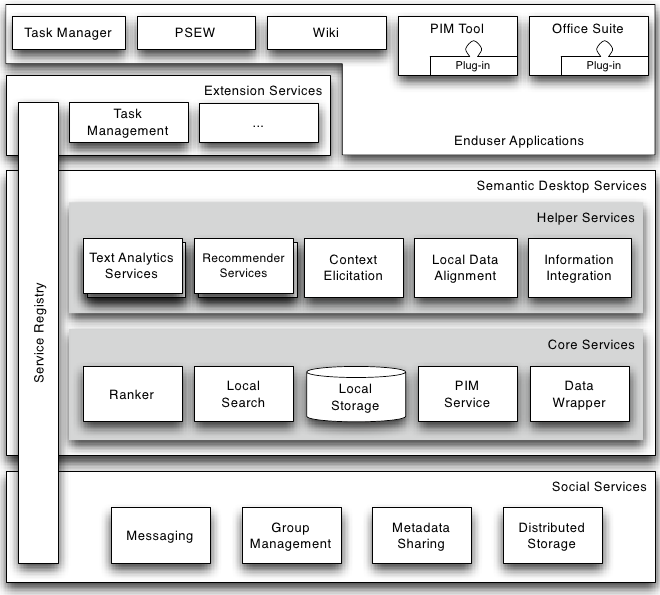 Task Manager
PSEW
Wiki
PIM Tool
Plug-in
Office Suite
Plug-in
Enduser Applications
Extension Services
Task
Management
...
Service Registry
Semantic Desktop Services
Helper Services
Text Analytics
Services
Recommender
Services
Context
Elicitation
Local Data
Alignment
Information
Integration
Core Services
Ranker
Local
Search
Local
Storage
PIM
Service
Data
Wrapper
Social Services
Messaging
Group
Management
Metadata
Sharing
Distributed
Storage